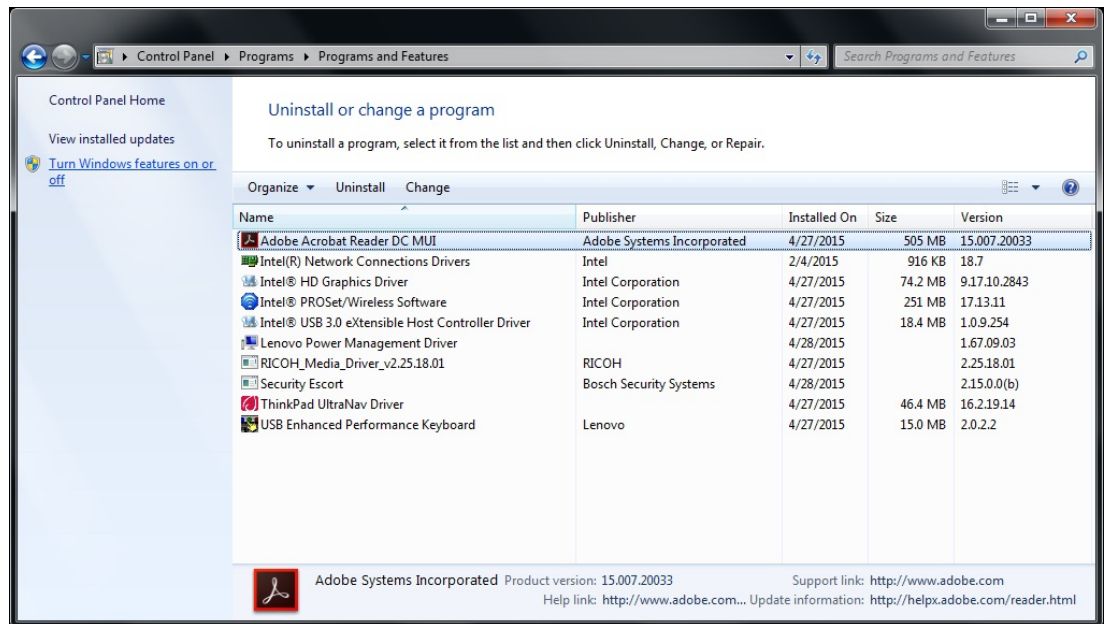 Control Panel Programs Programs and Features Search Programs and Features
Control Panel Home
View installed updates
Turn Windows features on or
off
Uninstall or change a program
To uninstall a program, select it from the list and then click Uninstall, Change, or Repair.
Organize Uninstall Change
Name Publisher Installed On Size Version
Adobe Acrobat Reader DC MUI Adobe Systems Incorporated 4/27/2015 505 MB 15.007.20033
Intel(R) Network Connections Drivers Intel 2/4/2015 916 KB 18.7
Intel® HD Graphics Driver Intel Corporation 4/27/2015 74.2 MB 9.17.10.2843
Intel® PROSet/Wireless Software Intel Corporation 4/27/2015 251 MB 17.13.11
Intel® USB 3.0 eXtensible Host Controller Driver Intel Corporation 4/27/2015 18.4 MB 1.0.9.254
Lenovo Power Management Driver 4/28/2015 1.67.09.03
RICOH_Media_Driver_v2.25.18.01 RICOH 4/27/2015 2.25.18.01
Security Escort Bosch Security Systems 4/28/2015 2.15.0.0(b)
ThinkPad UltraNav Driver 4/27/2015 46.4 MB 16.2.19.14
USB Enhanced Performance Keyboard Lenovo 4/27/2015 15.0 MB 2.0.2.2
Adobe Systems Incorporated Product version: 15.007.20033 Support link: http://www.adobe.com
Help link: http://www.adobe.com... Update information: http://helpx.adobe.com/reader.html